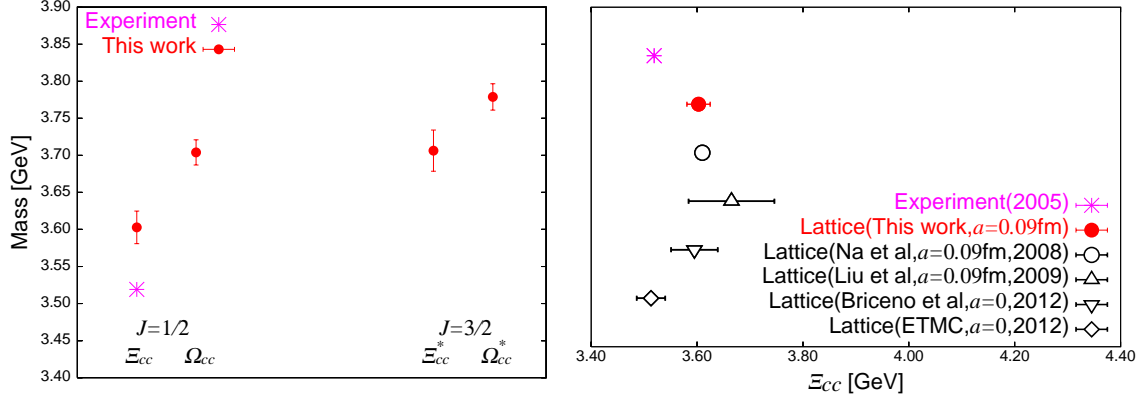 Mass [GeV]
3.90
3.85
3.80
3.75
3.70
3.65
3.60
3.55
3.50
3.45
3.40
Experiment
This work
J=1/2
J=3/2
Ξcc
Ωcc
Ξ*cc
Ω*cc
Experiment(2005)
Lattice(This work,a=0.09fm)
Lattice(Na et al,a=0.09fm,2008)
Lattice(Liu et al,a=0.09fm,2009)
Lattice(Briceno et al,a=0,2012)
Lattice(ETMC,a=0,2012)
3.40 3.60 3.80 4.00 4.20 4.40
Ξcc [GeV]